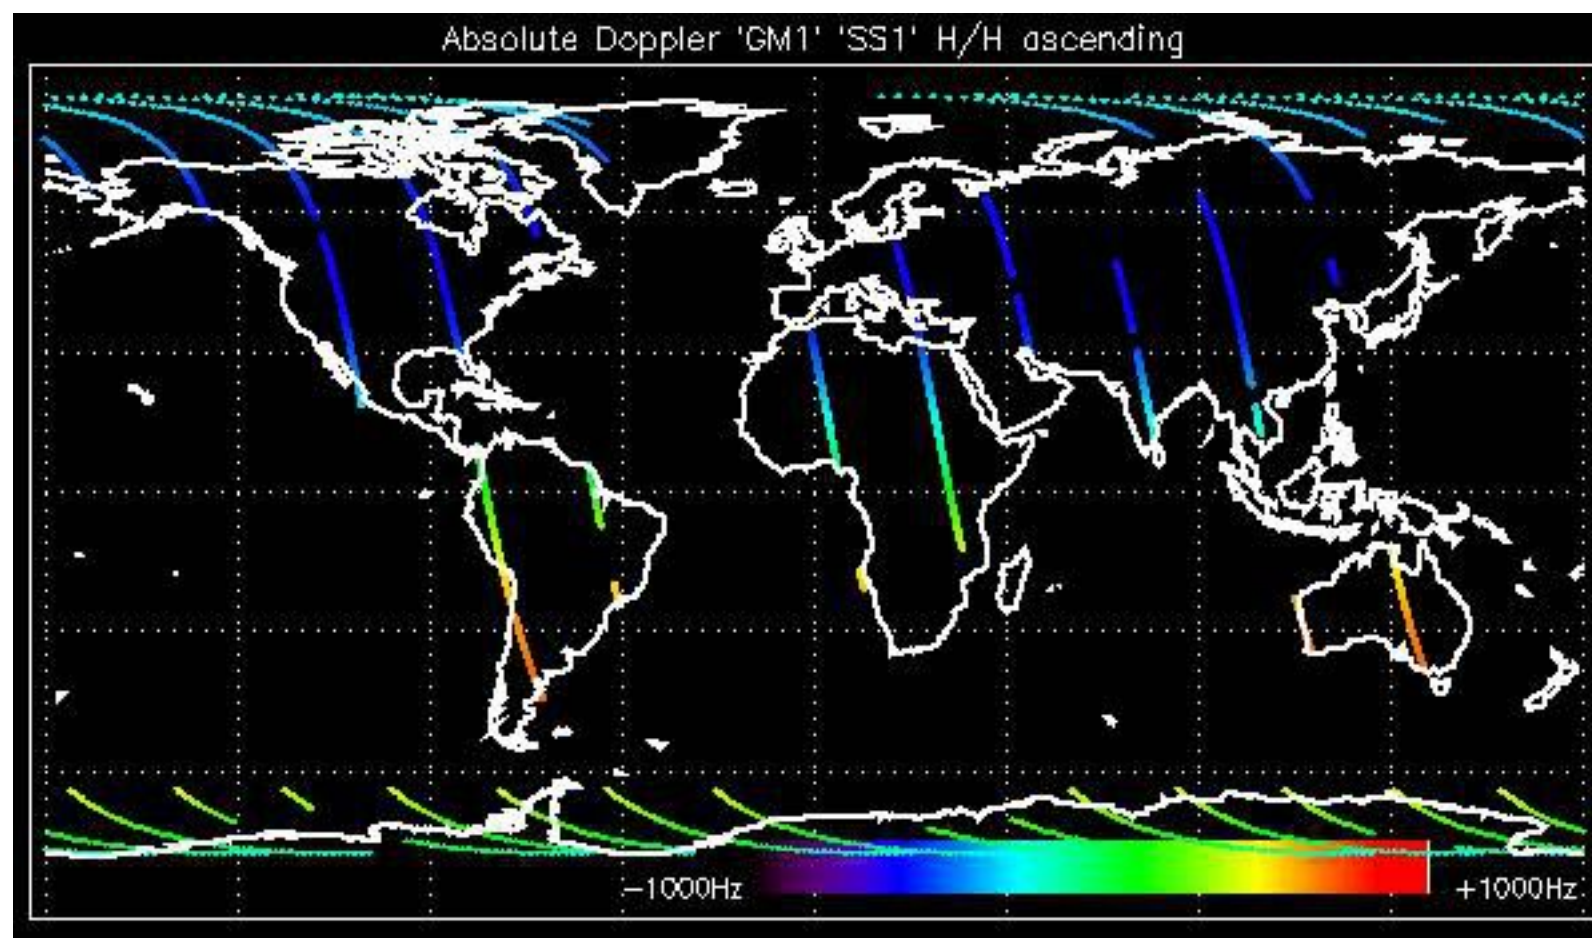 Absolute Doppler 'GM1' 'SS1' H/H ascending
-1000Hz +1000Hz